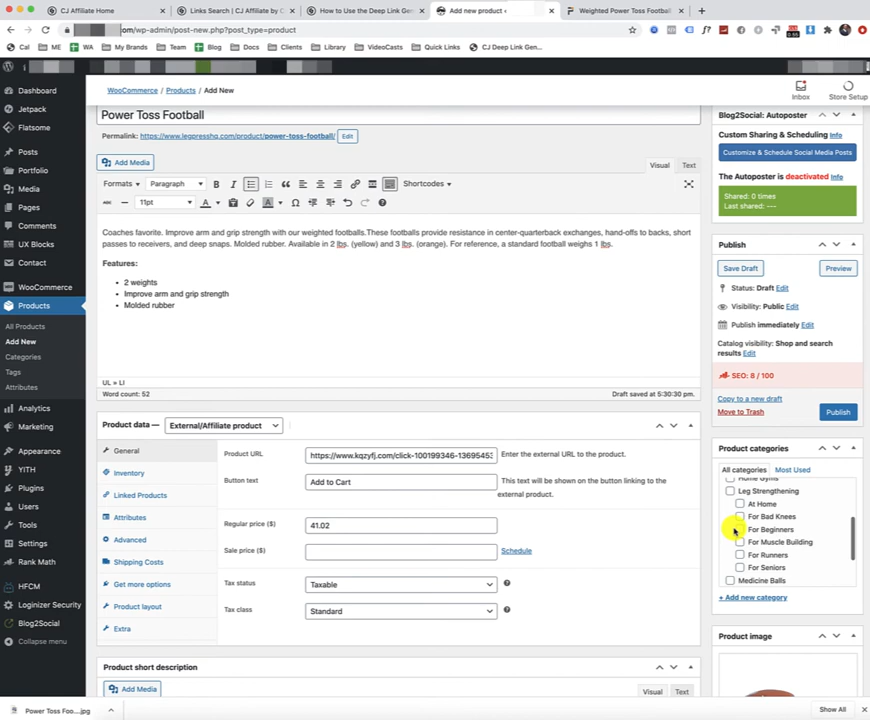 CJ Affiliate Home
Links Search | CJ Affiliate by C
How to Use the Deep Link Gen
Add new product ‹
Weighted Power Toss Football
om/wp-admin/post-new.php?post_type=product
Cal
ME
WA
My Brands
Team
Blog
Docs
Clients
Library
VideoCasts
Quick Links
CJ Deep Link Gen...
Dashboard
Jetpack
Flatsome
Posts
Portfolio
Media
Pages
Comments
UX Blocks
Contact
WooCommerce
Products
All Products
Add New
Categories
Tags
Attributes
Analytics
Marketing
Appearance
YITH
Plugins
Users
Tools
Settings
Rank Math
HFCM
Loginizer Security
Blog2Social
Collapse menu
WooCommerce / Products / Add New
Inbox
Store Setup
Power Toss Football
Permalink: https://www.legpresshq.com/product/power-toss-football/ Edit
Add Media
Visual Text
Formats
Paragraph
Shortcodes
11pt
Coaches favorite. Improve arm and grip strength with our weighted footballs.These footballs provide resistance in center-quarterback exchanges, hand-offs to backs, short
passes to receivers, and deep snaps. Molded rubber. Available in 2 lbs. (yellow) and 3 lbs. (orange). For reference, a standard football weighs 1 lbs.
Features:
• 2 weights
• Improve arm and grip strength
• Molded rubber
UL » LI
Word count: 52
Draft saved at 5:30:30 pm.
Product data — External/Affiliate product
General
Inventory
Linked Products
Attributes
Advanced
Shipping Costs
Get more options
Product layout
Extra
Product URL
https://www.kqzyfj.com/click-100199346-1369545
Enter the external URL to the product.
Button text
Add to Cart
This text will be shown on the button linking to the
external product.
Regular price ($)
41.02
Sale price ($)
Schedule
Tax status
Taxable
Tax class
Standard
Product short description
Add Media
Visual Text
Blog2Social: Autoposter
Custom Sharing & Scheduling Info
Customize & Schedule Social Media Posts
The Autoposter is deactivated Info
Shared: 0 times
Last shared: ---
Publish
Save Draft
Preview
Status: Draft Edit
Visibility: Public Edit
Publish immediately Edit
Catalog visibility: Shop and search
results Edit
SEO: 8 / 100
Copy to a new draft
Move to Trash
Publish
Product categories
All categories Most Used
Home Gyms
Leg Strengthening
At Home
For Bad Knees
For Beginners
For Muscle Building
For Runners
For Seniors
Medicine Balls
+ Add new category
Product image
Power Toss Foo....jpg
Show All